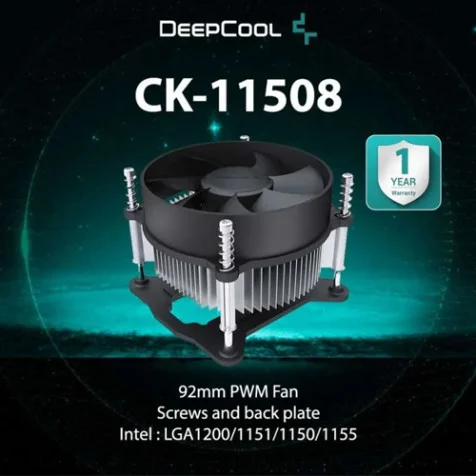 DEEPCOOL
CK-11508
1
YEAR
Warranty
92mm PWM Fan
Screws and back plate
Intel : LGA1200/1151/1150/1155